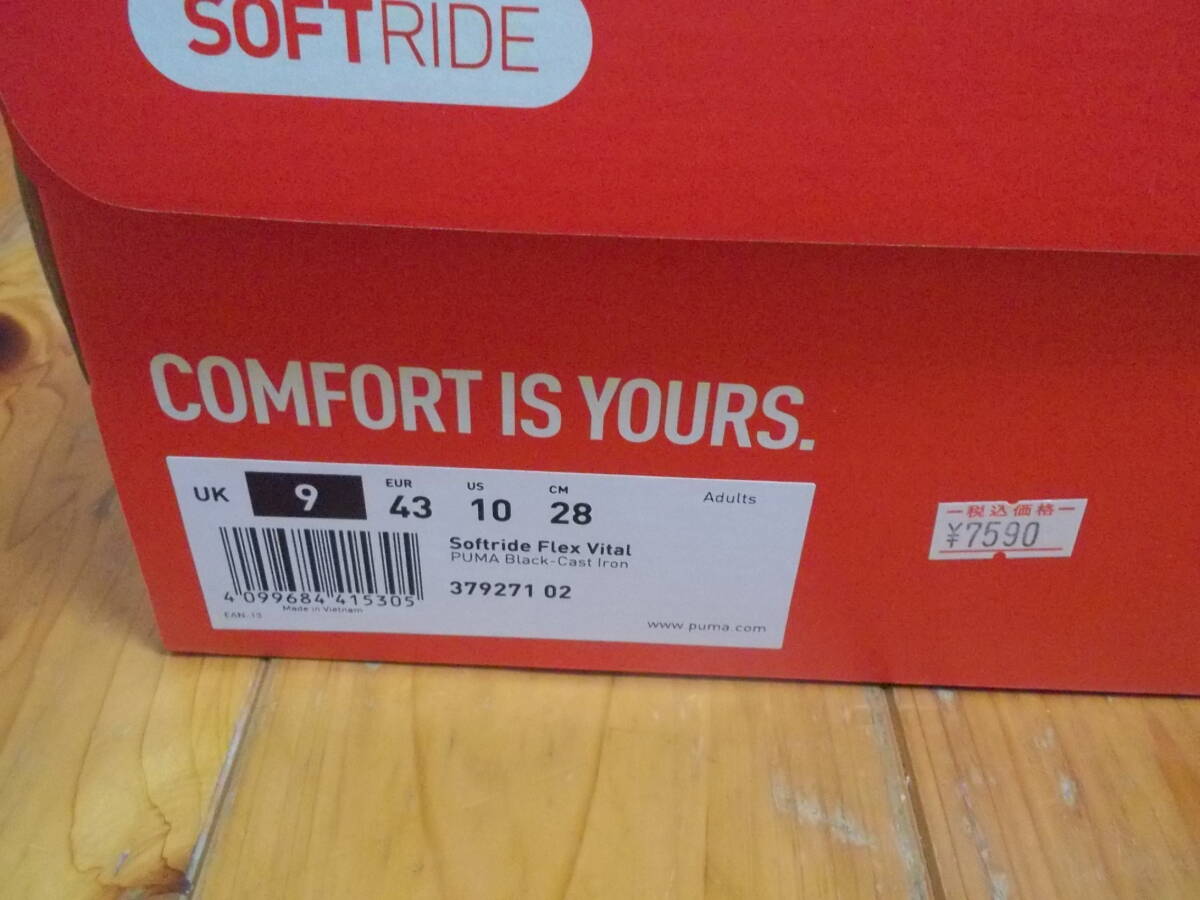 SOFTRIDE
COMFORT IS YOURS.
UK 9 EUR 43 US 10 CM 28 Adults
Softride Flex Vital
PUMA Black-Cast Iron
379271 02
4 099684 415305
Made in Vietnam
EAN-13
www puma.com
税込価格
¥7590